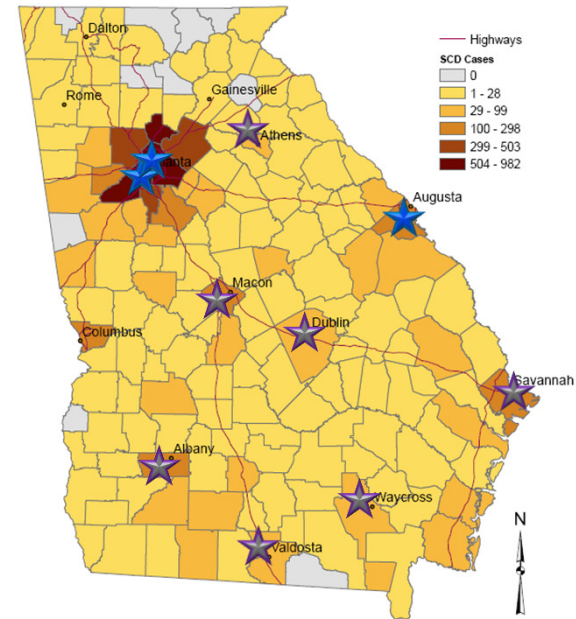 Dalton
Highways
SCD Cases
0
1 - 28
29 - 99
100 - 298
299 - 503
504 - 982
Rome
Gainesville
Athens
anta
Augusta
Macon
Dublin
Columbus
Savannah
Albany
Waycross
Valdosta
N